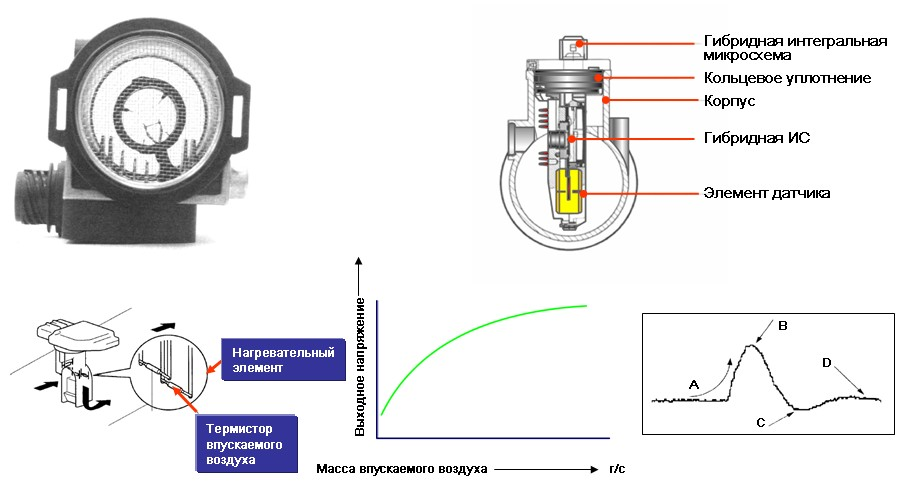 Гибридная интегральная
микросхема
Кольцевое уплотнение
Корпус
Гибридная ИС
Элемент датчика
Нагревательный
элемент
Термистор
впускаемого
воздуха
Выходное напряжение
Масса впускаемого воздуха
г/с
A
B
C
D